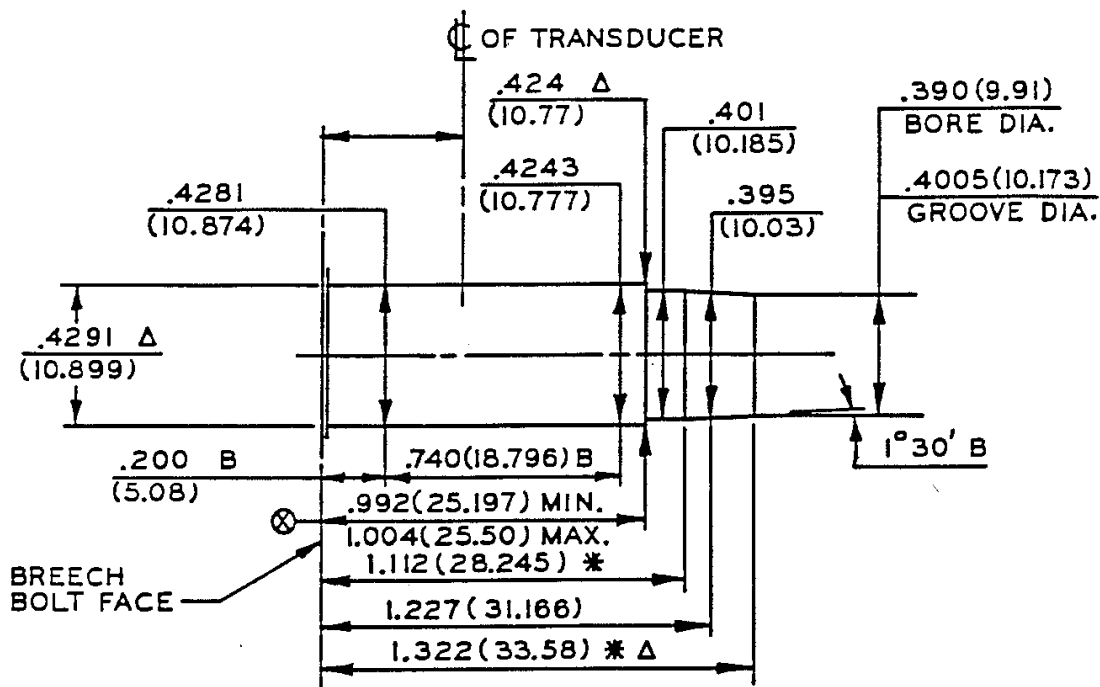 ℄ OF TRANSDUCER
.424 Δ
(10.77)
.390(9.91)
BORE DIA.
.401
(10.185)
.4281
(10.874)
.4243
(10.777)
.395
(10.03)
.4005(10.173)
GROOVE DIA.
.4291 Δ
(10.899)
1°30' B
.200 B
(5.08)
.740(18.796)B
⊗
.992(25.197) MIN.
1.004(25.50) MAX.
1.112(28.245) *
BREECH
BOLT FACE
1.227(31.166)
1.322(33.58) * Δ